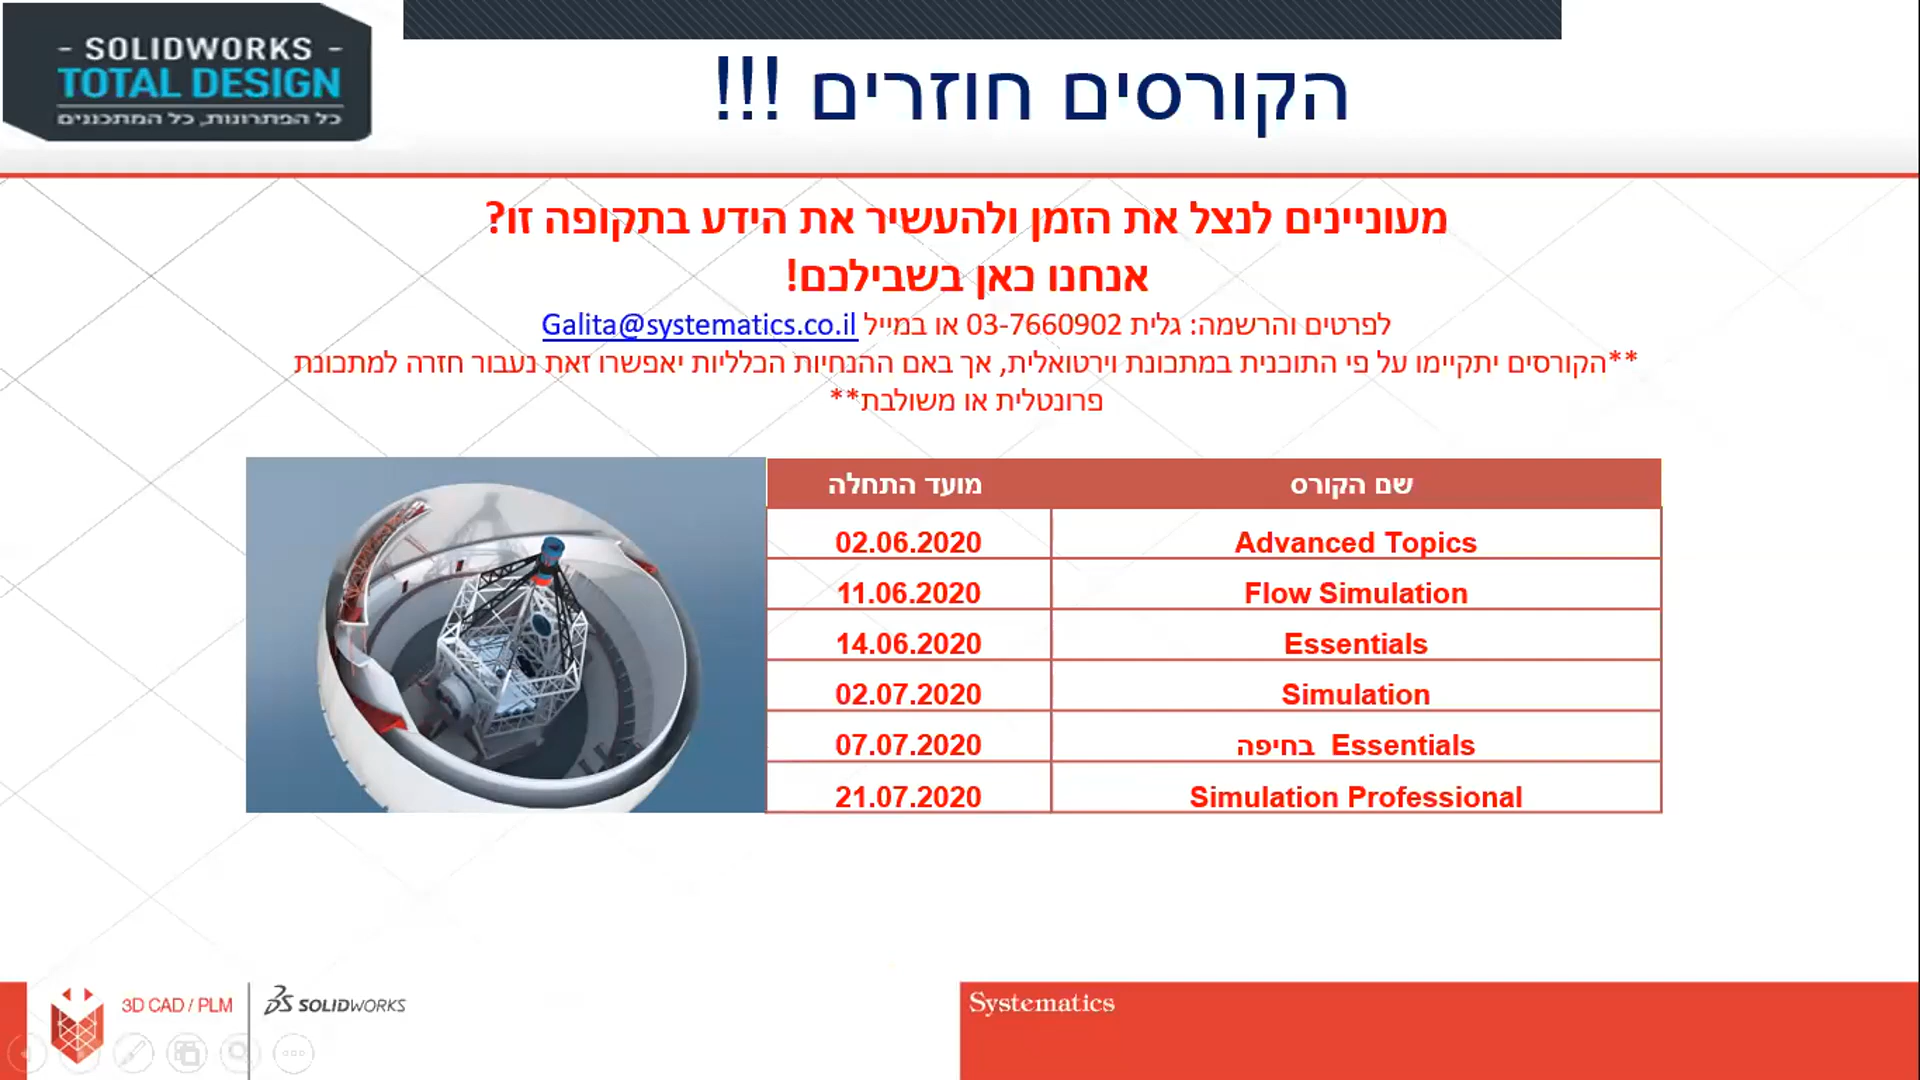 - SOLIDWORKS -
TOTAL DESIGN
כל הפתרונות, כל המתכננים
הקורסים חוזרים !!!
מעוניינים לנצל את הזמן ולהעשיר את הידע בתקופה זו?
אנחנו כאן בשבילכם!
לפרטים והרשמה: גלית 03-7660902 או במייל Galita@systematics.co.il
**הקורסים יתקיימו על פי התוכנית במתכונת וירטואלית, אך באם ההנחיות הכלליות יאפשרו זאת נעבור חזרה למתכונת
פרונטלית או משולבת**
שם הקורס מועד התחלה
Advanced Topics 02.06.2020
Flow Simulation 11.06.2020
Essentials 14.06.2020
Simulation 02.07.2020
Essentials בחיפה 07.07.2020
Simulation Professional 21.07.2020
3D CAD / PLM
SOLIDWORKS
Systematics